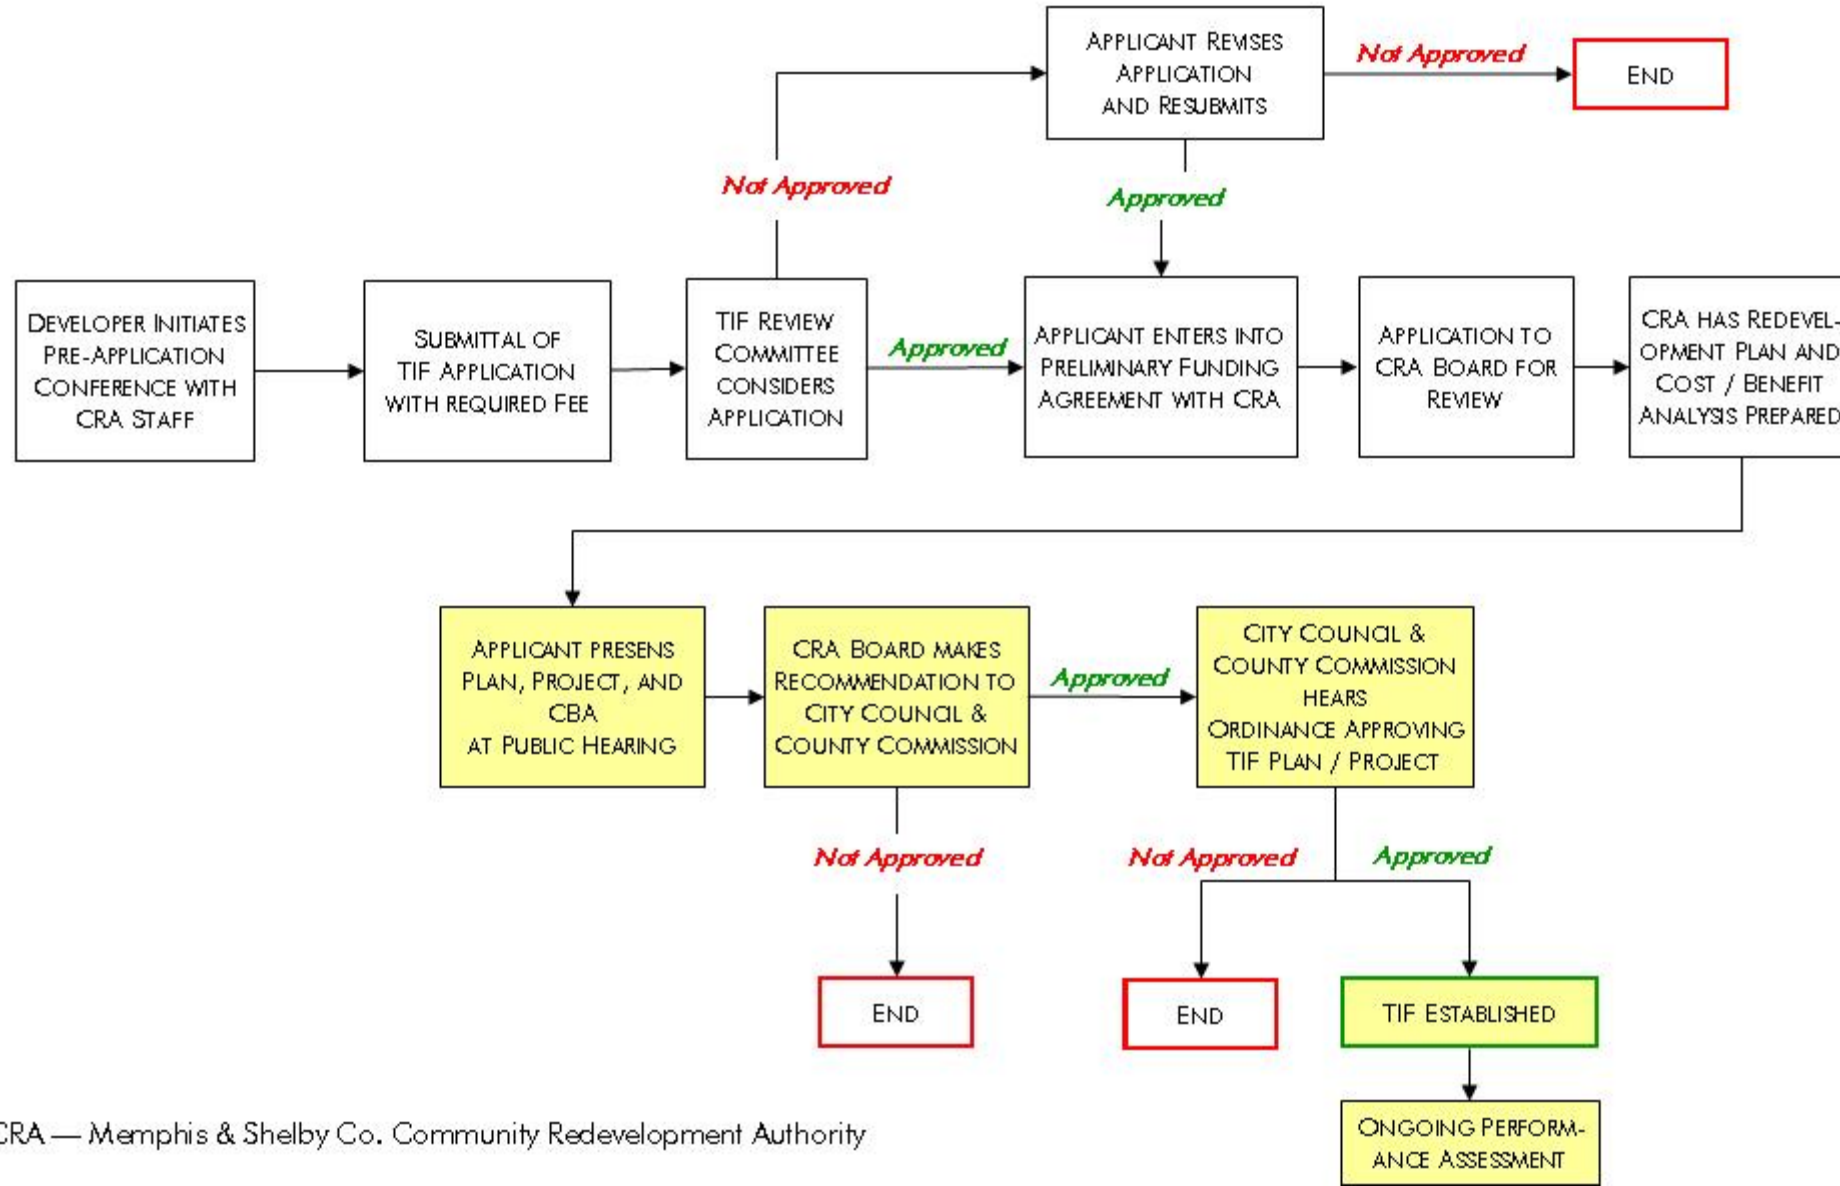 APPLICANT REVISES
APPLICATION
AND RESUBMITS
Not Approved
END
Not Approved
Approved
DEVELOPER INITIATES
PRE-APPLICATION
CONFERENCE WITH
CRA STAFF
SUBMITTAL OF
TIF APPLICATION
WITH REQUIRED FEE
TIF REVIEW
COMMITTEE
CONSIDERS
APPLICATION
Approved
APPLICANT ENTERS INTO
PRELIMINARY FUNDING
AGREEMENT WITH CRA
APPLICATION TO
CRA BOARD FOR
REVIEW
CRA HAS REDEVEL-
OPMENT PLAN AND
COST / BENEFIT
ANALYSIS PREPARED
APPLICANT PRESENS
PLAN, PROJECT, AND
CBA
AT PUBLIC HEARING
CRA BOARD MAKES
RECOMMENDATION TO
CITY COUNCIL &
COUNTY COMMISSION
Approved
CITY COUNCIL &
COUNTY COMMISSION
HEARS
ORDINANCE APPROVING
TIF PLAN / PROJECT
Not Approved
Not Approved
Approved
END
END
TIF ESTABLISHED
ONGOING PERFORM-
ANCE ASSESSMENT
CRA — Memphis & Shelby Co. Community Redevelopment Authority